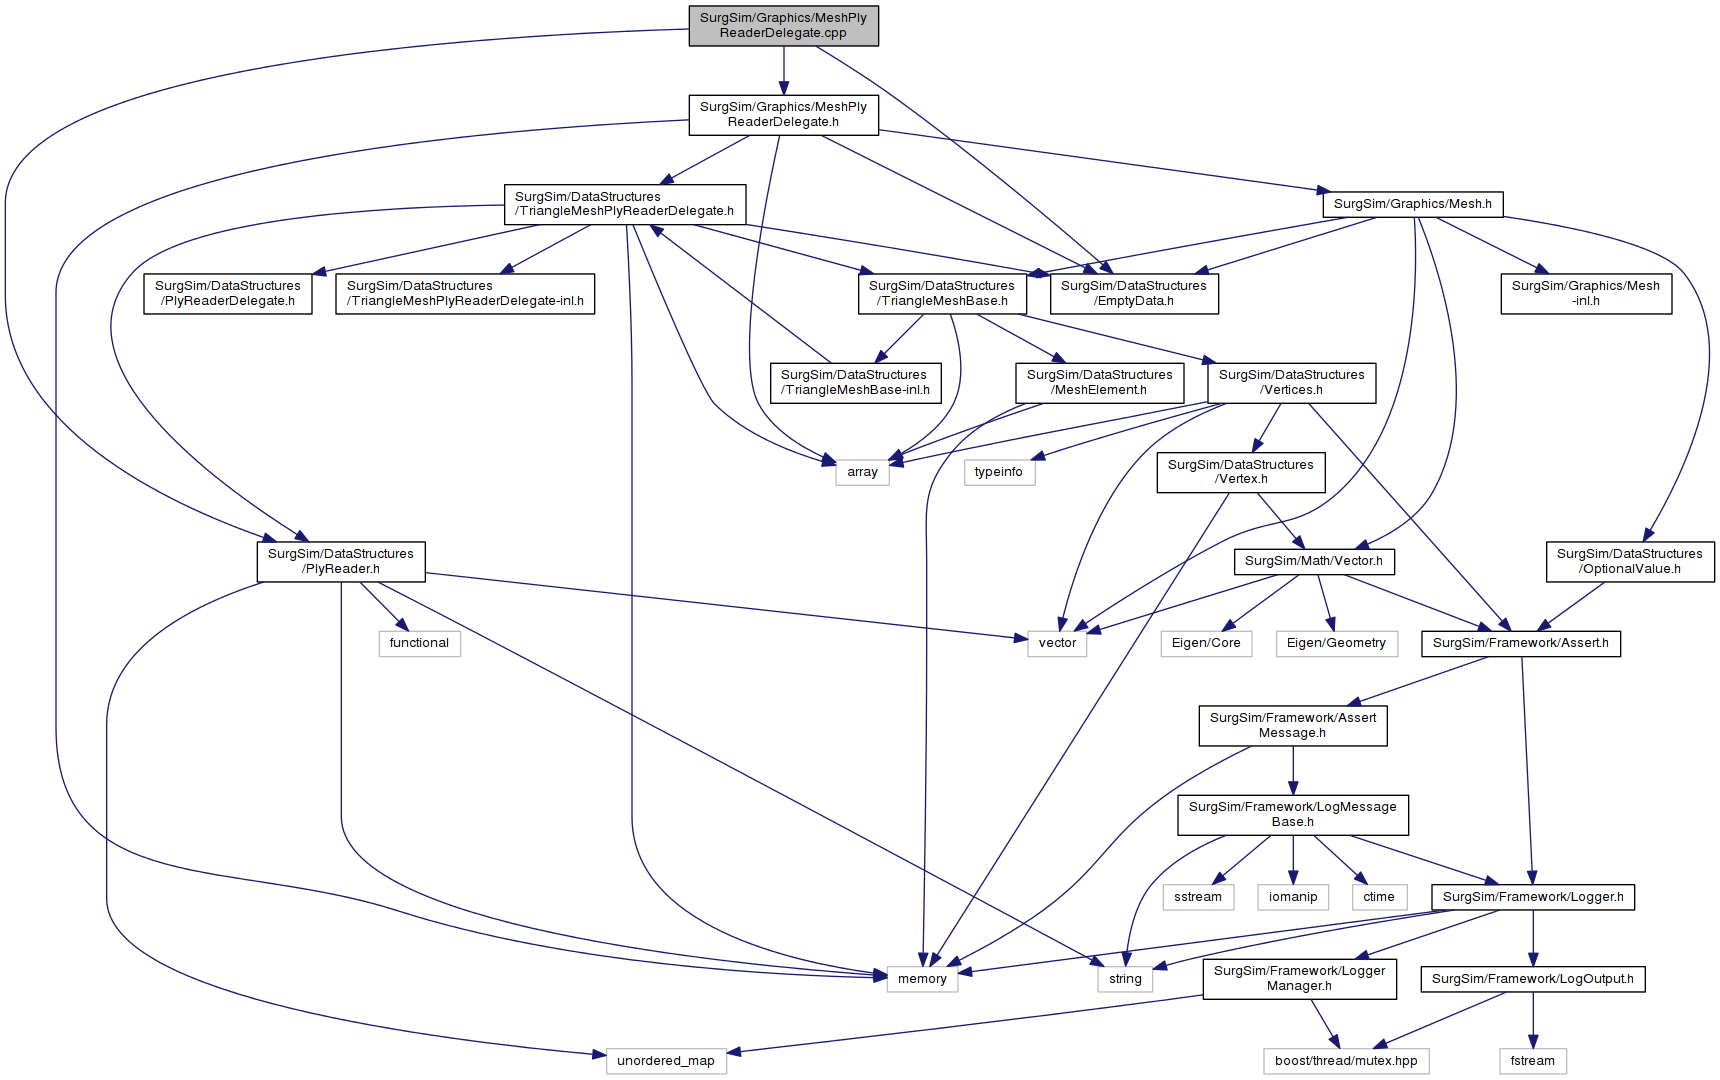 SurgSim/Graphics/MeshPly
ReaderDelegate.cpp
SurgSim/Graphics/MeshPly
ReaderDelegate.h
SurgSim/DataStructures
/TriangleMeshPlyReaderDelegate.h
SurgSim/Graphics/Mesh.h
SurgSim/DataStructures
/PlyReaderDelegate.h
SurgSim/DataStructures
/TriangleMeshPlyReaderDelegate-inl.h
SurgSim/DataStructures
/TriangleMeshBase.h
SurgSim/DataStructures
/EmptyData.h
SurgSim/Graphics/Mesh
-inl.h
SurgSim/DataStructures
/TriangleMeshBase-inl.h
SurgSim/DataStructures
/MeshElement.h
SurgSim/DataStructures
/Vertices.h
array
typeinfo
SurgSim/DataStructures
/Vertex.h
SurgSim/DataStructures
/PlyReader.h
SurgSim/Math/Vector.h
SurgSim/DataStructures
/OptionalValue.h
functional
vector
Eigen/Core
Eigen/Geometry
SurgSim/Framework/Assert.h
SurgSim/Framework/Assert
Message.h
SurgSim/Framework/LogMessage
Base.h
sstream
iomanip
ctime
SurgSim/Framework/Logger.h
memory
string
SurgSim/Framework/Logger
Manager.h
SurgSim/Framework/LogOutput.h
unordered_map
boost/thread/mutex.hpp
fstream